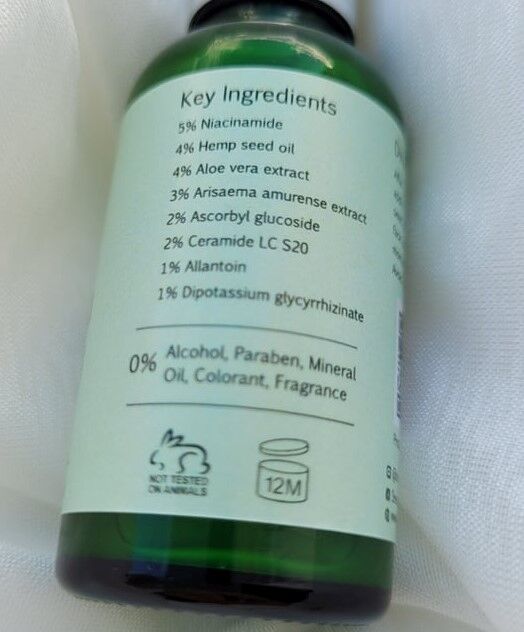 Key Ingredients
5% Niacinamide
4% Hemp seed oil
4% Aloe vera extract
3% Arisaema amurense extract
2% Ascorbyl glucoside
2% Ceramide LC S20
1% Allantoin
1% Dipotassium glycyrrhizinate
0% Alcohol, Paraben, Mineral
Oil, Colorant, Fragrance
NOT TESTED
ON ANIMALS
12M